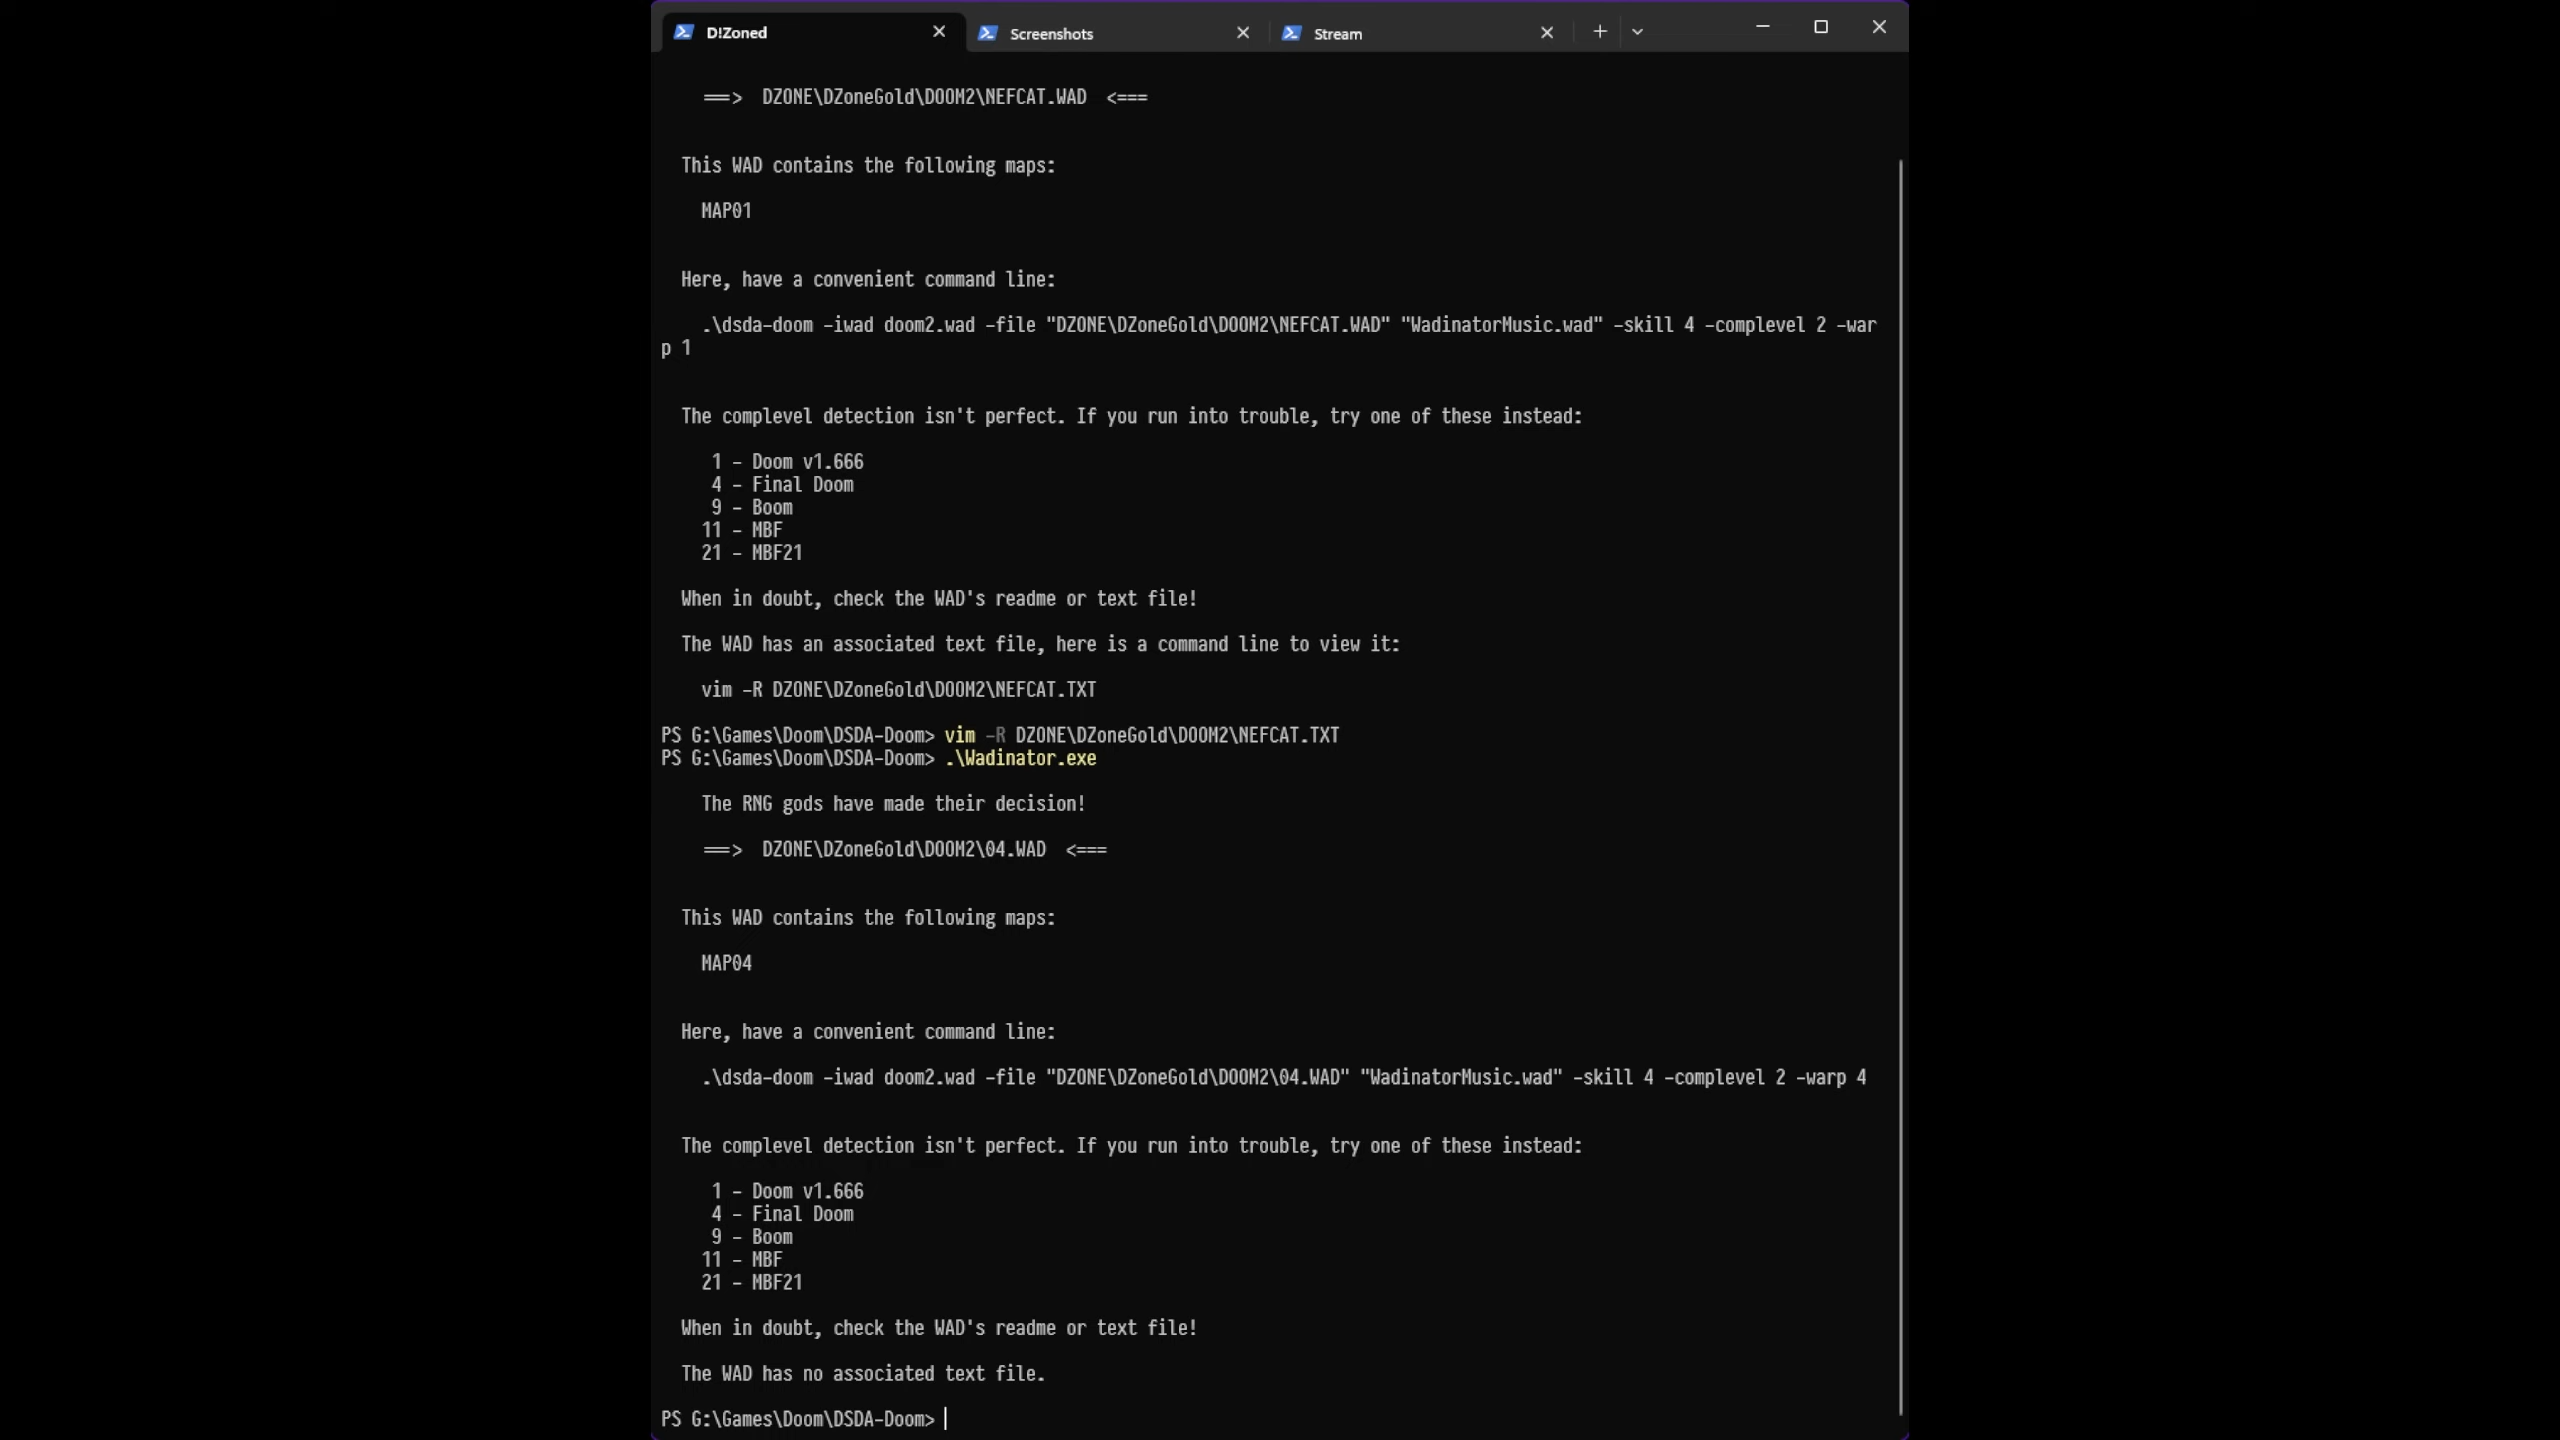 D!Zoned
Screenshots
Stream
===> DZONE\DZoneGold\DOOM2\NEFCAT.WAD <===
This WAD contains the following maps:
MAP01
Here, have a convenient command line:
.\dsda-doom -iwad doom2.wad -file "DZONE\DZoneGold\DOOM2\NEFCAT.WAD" "WadinatorMusic.wad" -skill 4 -complevel 2 -war
p 1
The complevel detection isn't perfect. If you run into trouble, try one of these instead:
1 - Doom v1.666
4 - Final Doom
9 - Boom
11 - MBF
21 - MBF21
When in doubt, check the WAD's readme or text file!
The WAD has an associated text file, here is a command line to view it:
vim -R DZONE\DZoneGold\DOOM2\NEFCAT.TXT
PS G:\Games\Doom\DSDA-Doom> vim -R DZONE\DZoneGold\DOOM2\NEFCAT.TXT
PS G:\Games\Doom\DSDA-Doom> .\Wadinator.exe
The RNG gods have made their decision!
===> DZONE\DZoneGold\DOOM2\04.WAD <===
This WAD contains the following maps:
MAP04
Here, have a convenient command line:
.\dsda-doom -iwad doom2.wad -file "DZONE\DZoneGold\DOOM2\04.WAD" "WadinatorMusic.wad" -skill 4 -complevel 2 -warp 4
The complevel detection isn't perfect. If you run into trouble, try one of these instead:
1 - Doom v1.666
4 - Final Doom
9 - Boom
11 - MBF
21 - MBF21
When in doubt, check the WAD's readme or text file!
The WAD has no associated text file.
PS G:\Games\Doom\DSDA-Doom>